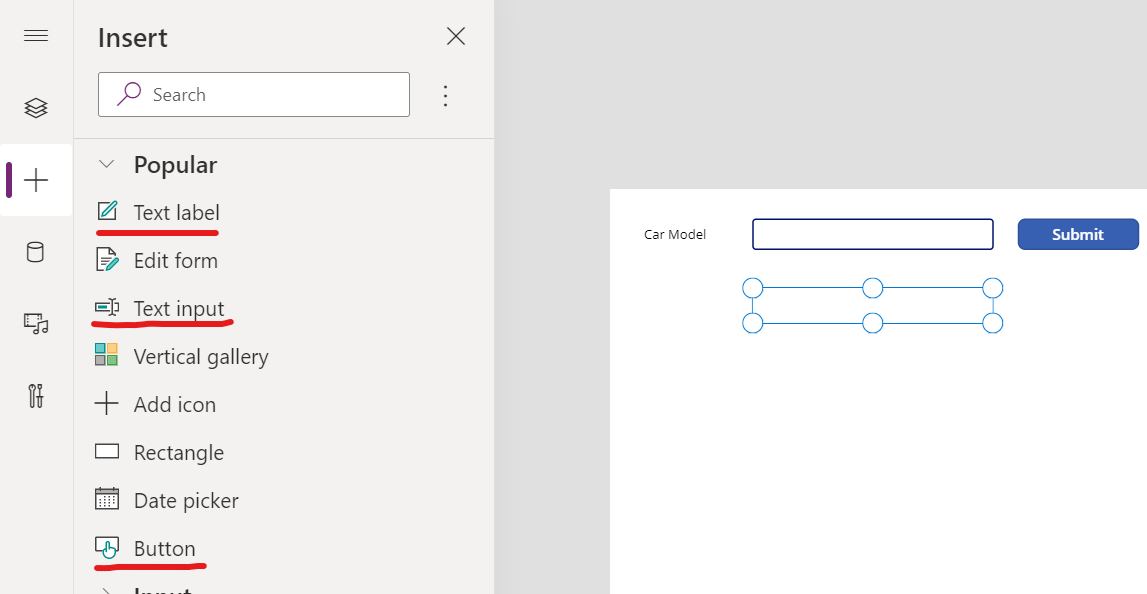 Insert
Search
Popular
Text label
Edit form
Text input
Vertical gallery
Add icon
Rectangle
Date picker
Button
Input
Car Model
Submit